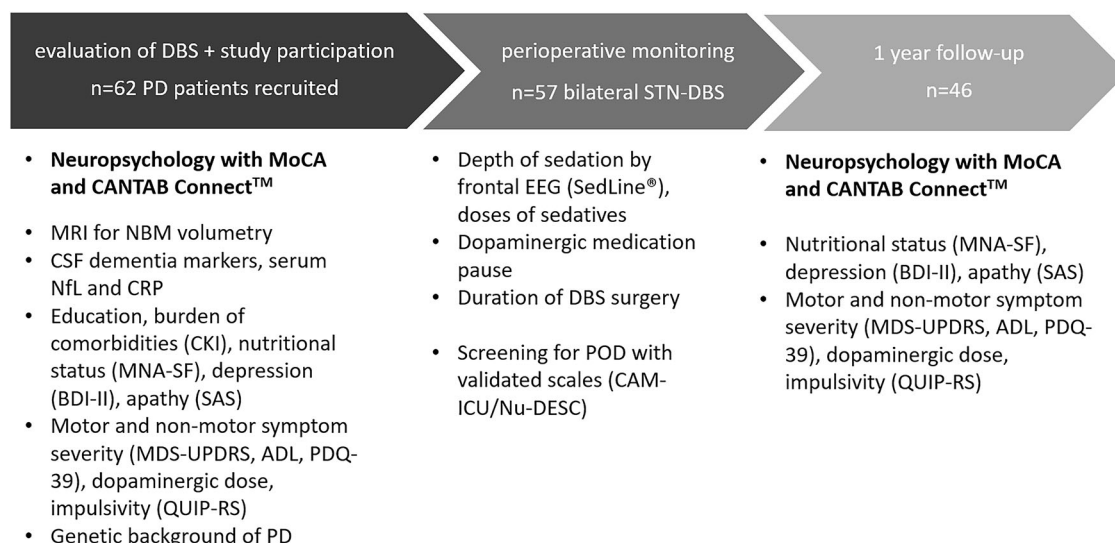 evaluation of DBS + study participation
n=62 PD patients recruited
• Neuropsychology with MoCA
and CANTAB Connect™
• MRI for NBM volumetry
• CSF dementia markers, serum
NfL and CRP
• Education, burden of
comorbidities (CKI), nutritional
status (MNA-SF), depression
(BDI-II), apathy (SAS)
• Motor and non-motor symptom
severity (MDS-UPDRS, ADL, PDQ-
39), dopaminergic dose,
impulsivity (QUIP-RS)
• Genetic background of PD
perioperative monitoring
n=57 bilateral STN-DBS
• Depth of sedation by
frontal EEG (SedLine®),
doses of sedatives
• Dopaminergic medication
pause
• Duration of DBS surgery
• Screening for POD with
validated scales (CAM-
ICU/Nu-DESC)
1 year follow-up
n=46
• Neuropsychology with MoCA
and CANTAB Connect™
• Nutritional status (MNA-SF),
depression (BDI-II), apathy (SAS)
• Motor and non-motor symptom
severity (MDS-UPDRS, ADL, PDQ-
39), dopaminergic dose,
impulsivity (QUIP-RS)